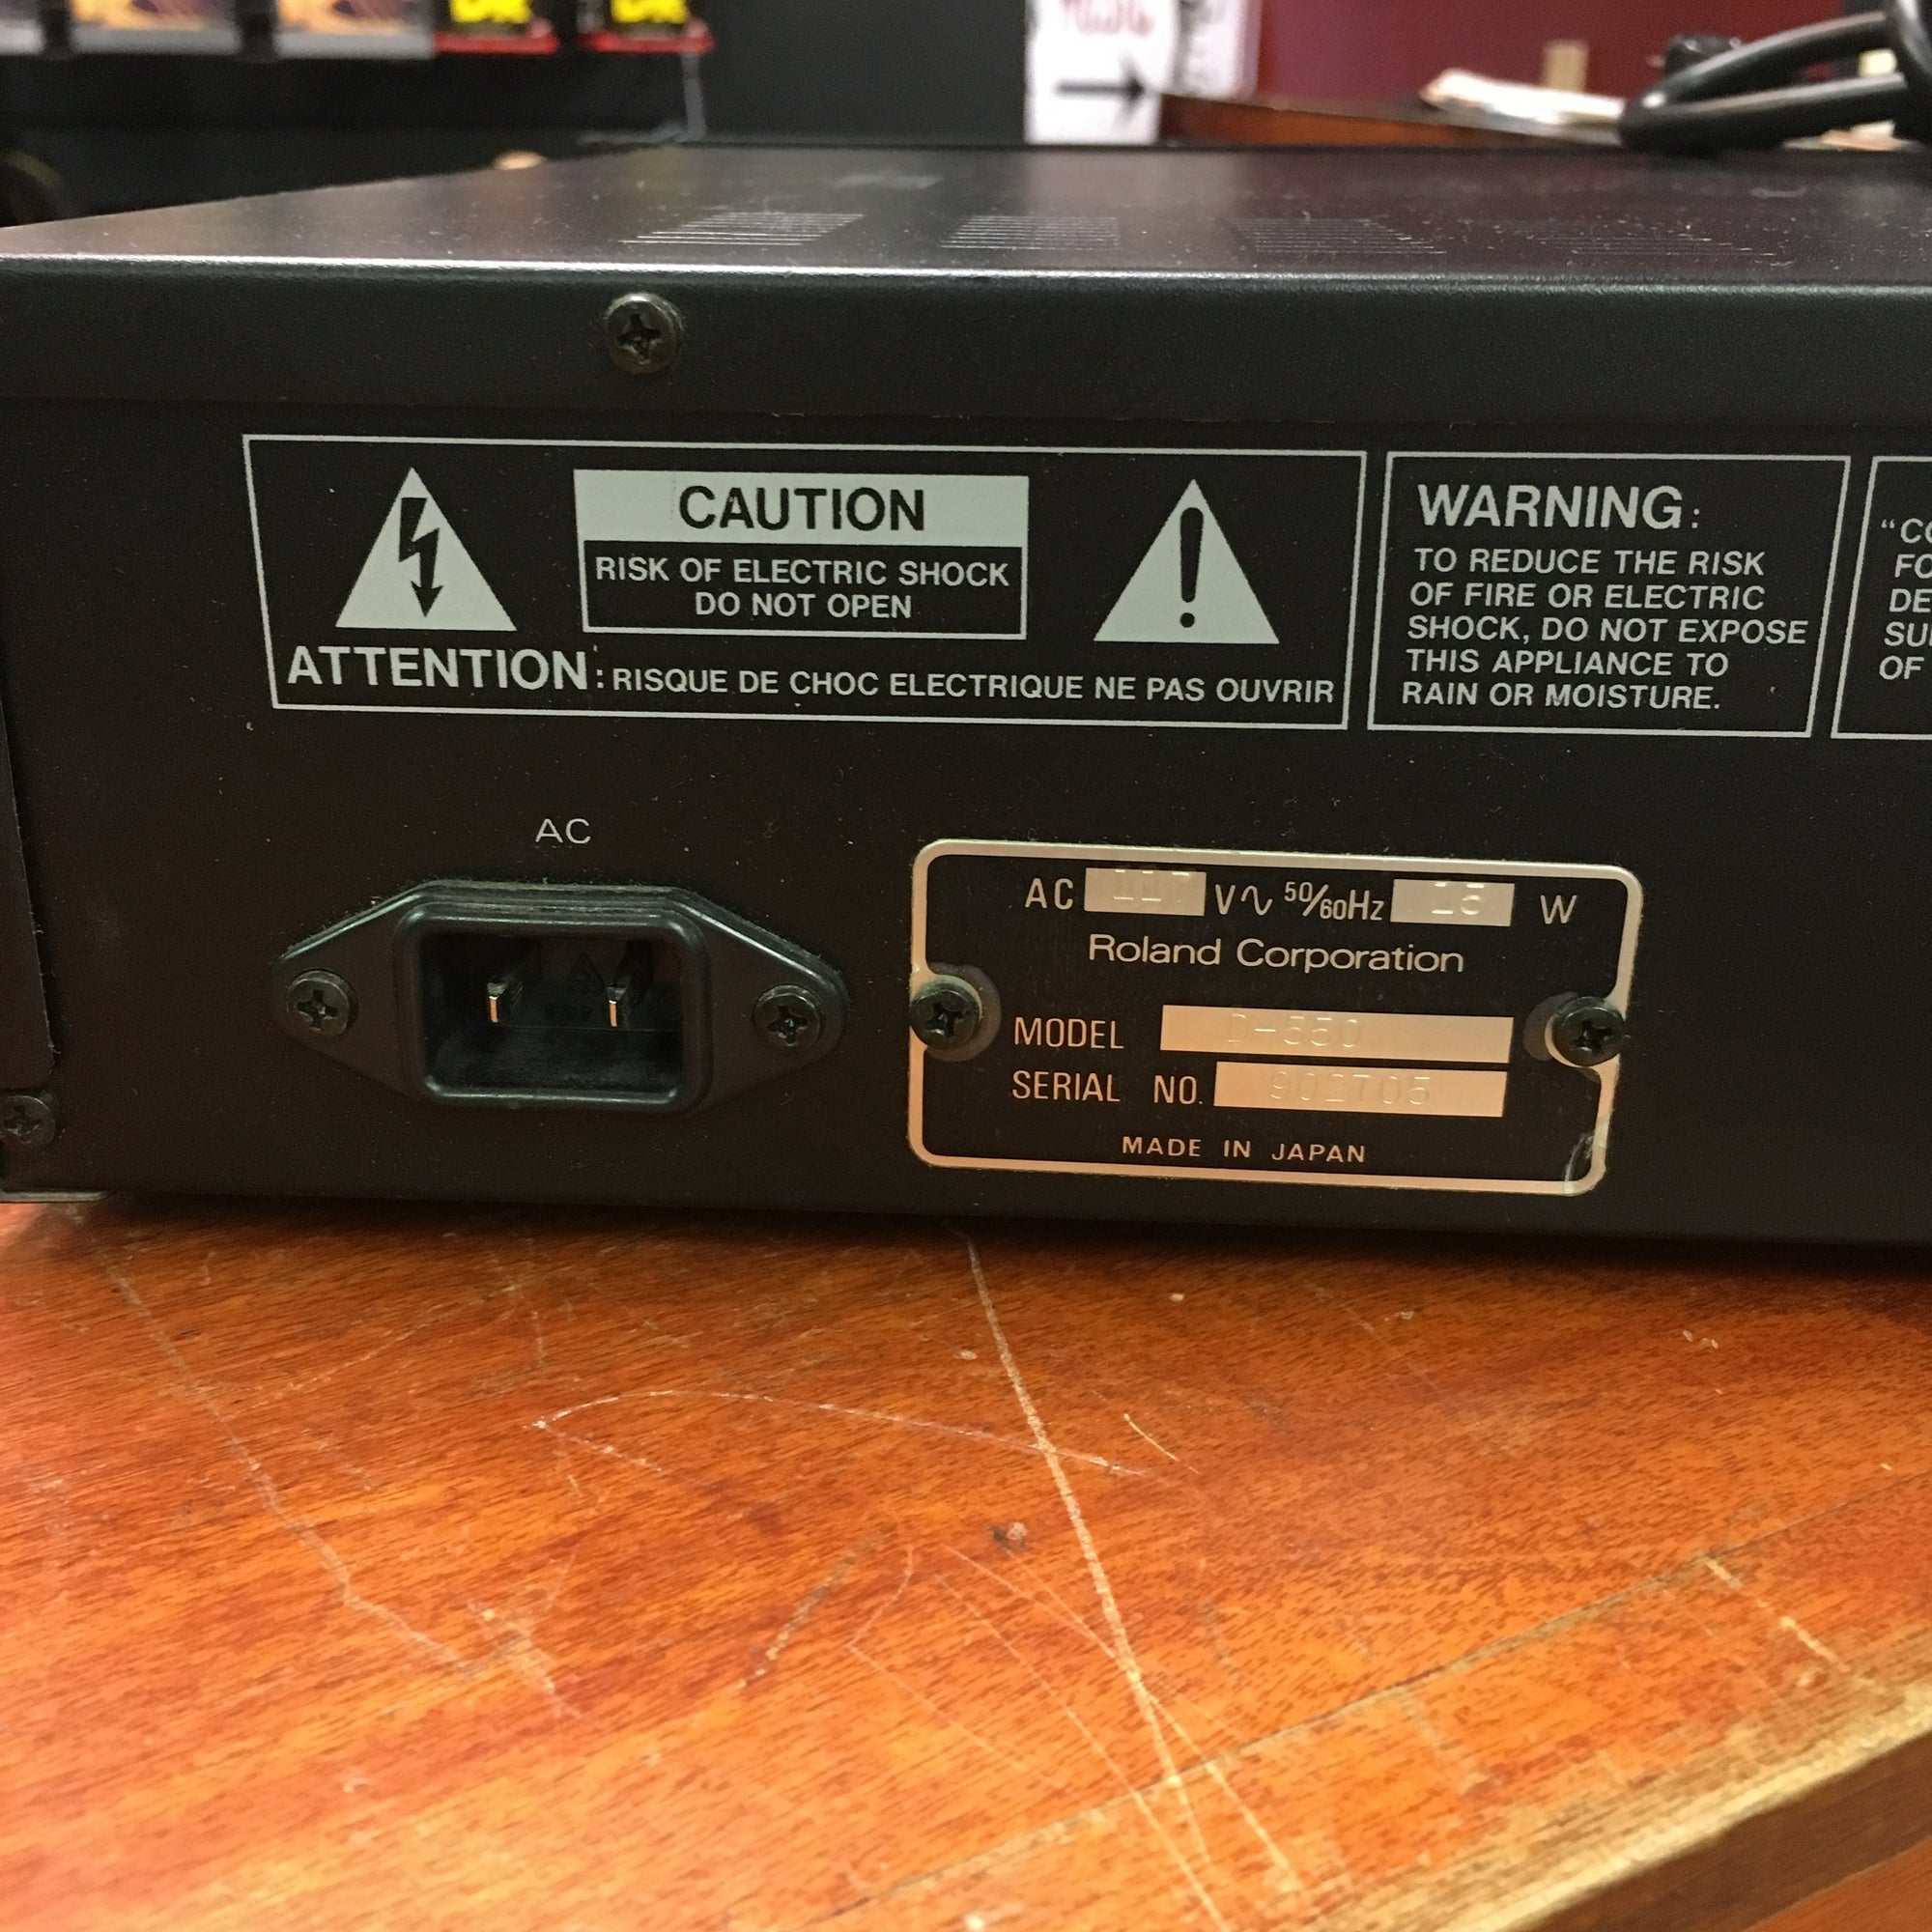 CAUTION
RISK OF ELECTRIC SHOCK
DO NOT OPEN
ATTENTION: RISQUE DE CHOC ELECTRIQUE NE PAS OUVRIR
WARNING:
TO REDUCE THE RISK
OF FIRE OR ELECTRIC
SHOCK, DO NOT EXPOSE
THIS APPLIANCE TO
RAIN OR MOISTURE.
AC
AC 117 V∿ 50/60Hz 15 W
Roland Corporation
MODEL D-550
SERIAL NO. 902705
MADE IN JAPAN